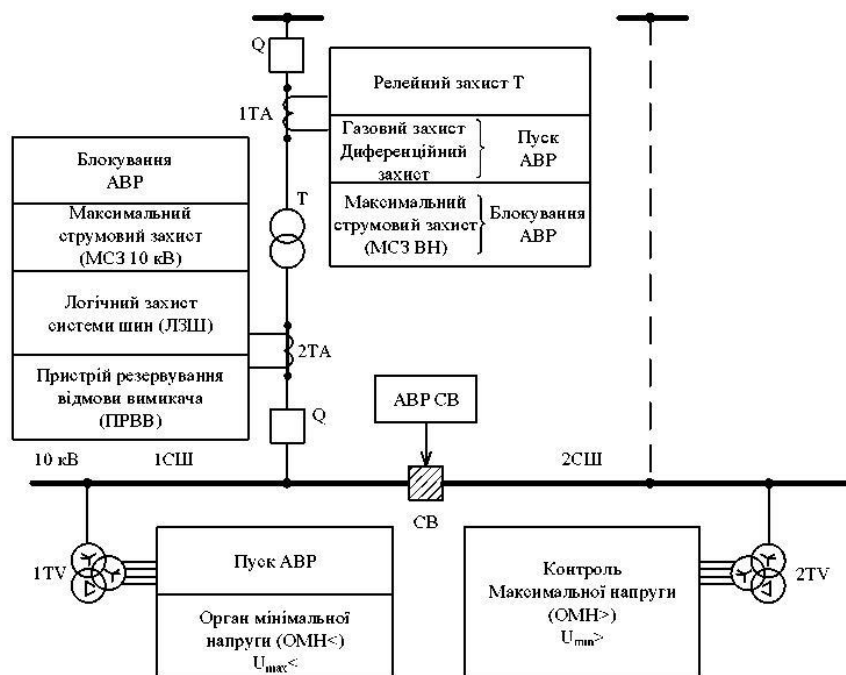 Q
1ТА
Релейний захист Т
Газовий захист
Диференційний
захист
Пуск
АВР
Максимальний
струмовий захист
(МСЗ ВН)
Блокування
АВР
Блокування
АВР
Максимальний
струмовий захист
(МСЗ 10 кВ)
Логічний захист
системи шин (ЛЗШ)
Пристрій резервування
відмови вимикача
(ПРВВ)
Т
2ТА
Q
АВР СВ
10 кВ
1СШ
2СШ
СВ
1TV
Пуск АВР
Орган мінімальної
напруги (ОМН<)
Umax<
Контроль
Максимальної напруги
(ОМН>)
Umin>
2TV